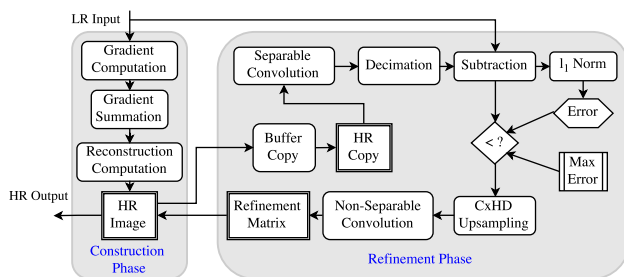 LR Input
Gradient
Computation
Gradient
Summation
Reconstruction
Computation
HR
Image
HR Output
Construction
Phase
Separable
Convolution
Decimation
Subtraction
l₁ Norm
Error
< ?
Max
Error
Buffer
Copy
HR
Copy
CxHD
Upsampling
Non-Separable
Convolution
Refinement
Matrix
Refinement Phase